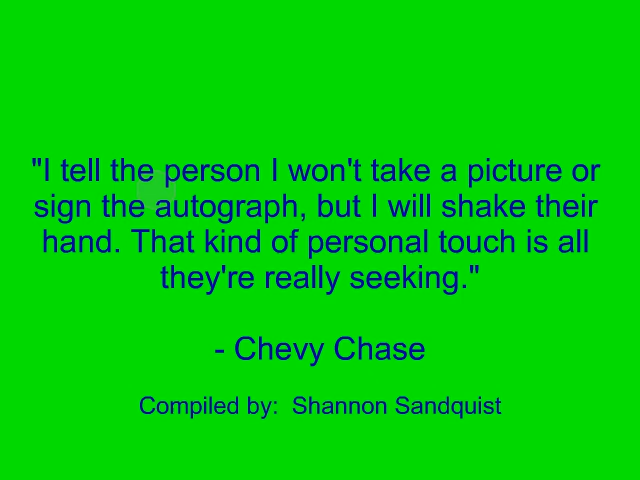 "I tell the person I won't take a picture or
sign the autograph, but I will shake their
hand. That kind of personal touch is all
they're really seeking."
- Chevy Chase
Compiled by:  Shannon Sandquist